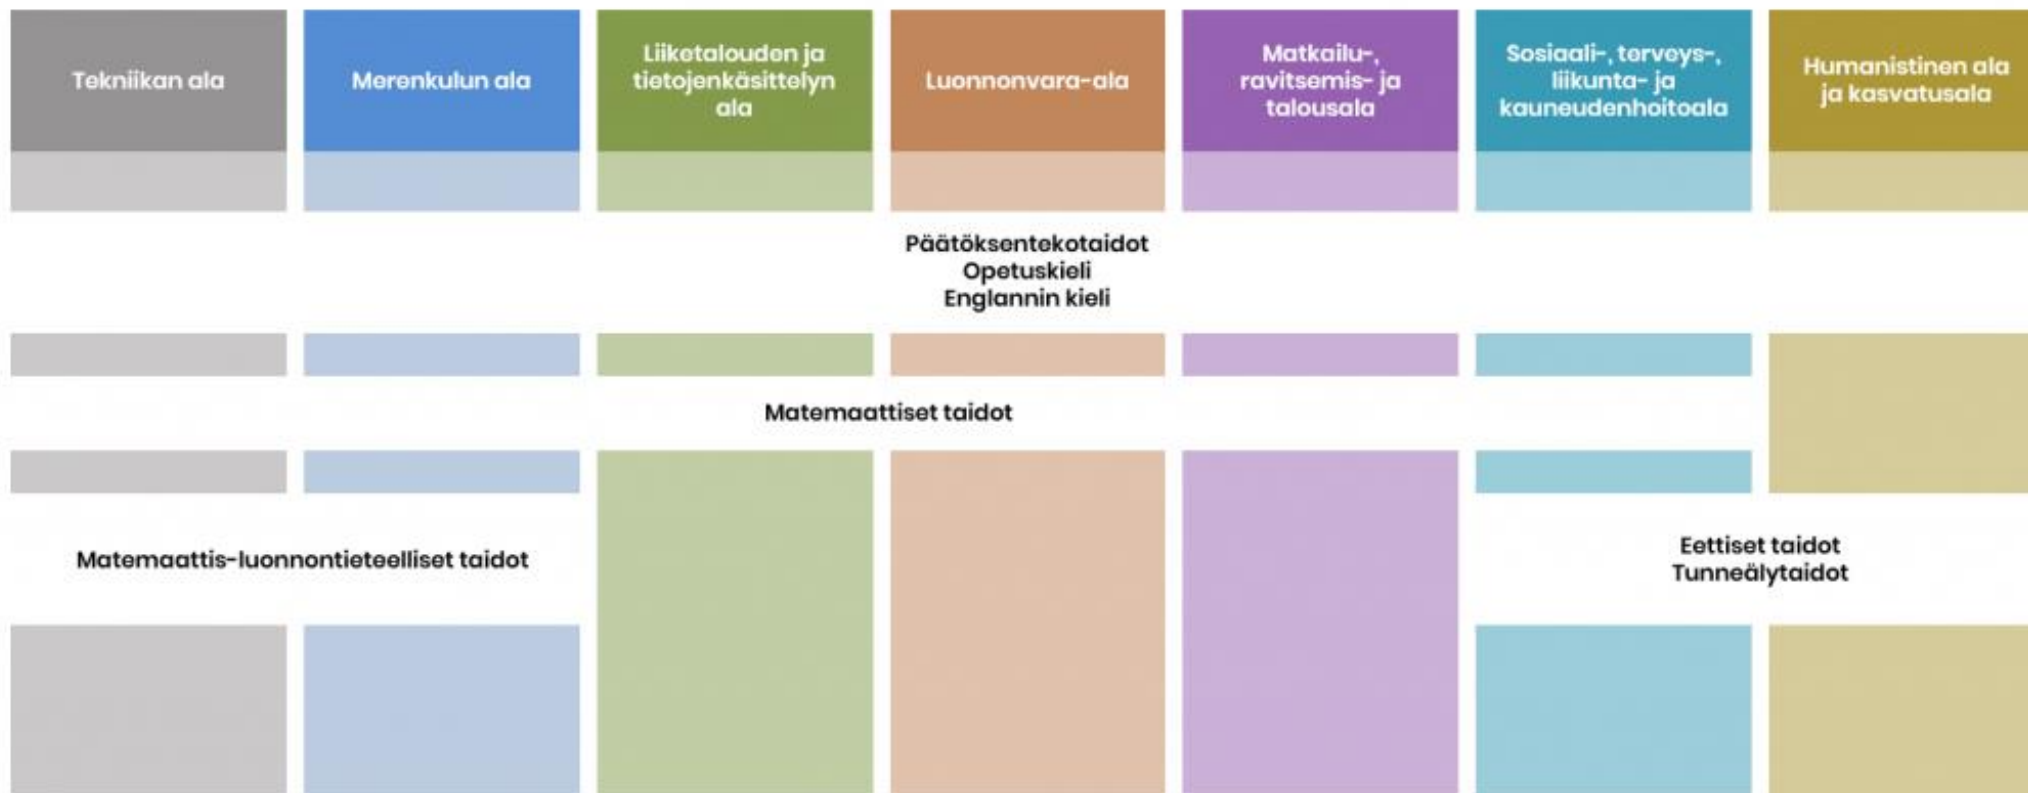 Tekniikan ala
Merenkulun ala
Liiketalouden ja
tietojenkäsittelyn
ala
Luonnonvara-ala
Matkailu-,
ravitsemis- ja
talousala
Sosiaali-, terveys-,
liikunta- ja
kauneudenhoitoala
Humanistinen ala
ja kasvatusala
Päätöksentekotaidot
Opetuskieli
Englannin kieli
Matemaattiset taidot
Matemaattis-luonnontieteelliset taidot
Eettiset taidot
Tunneälytaidot